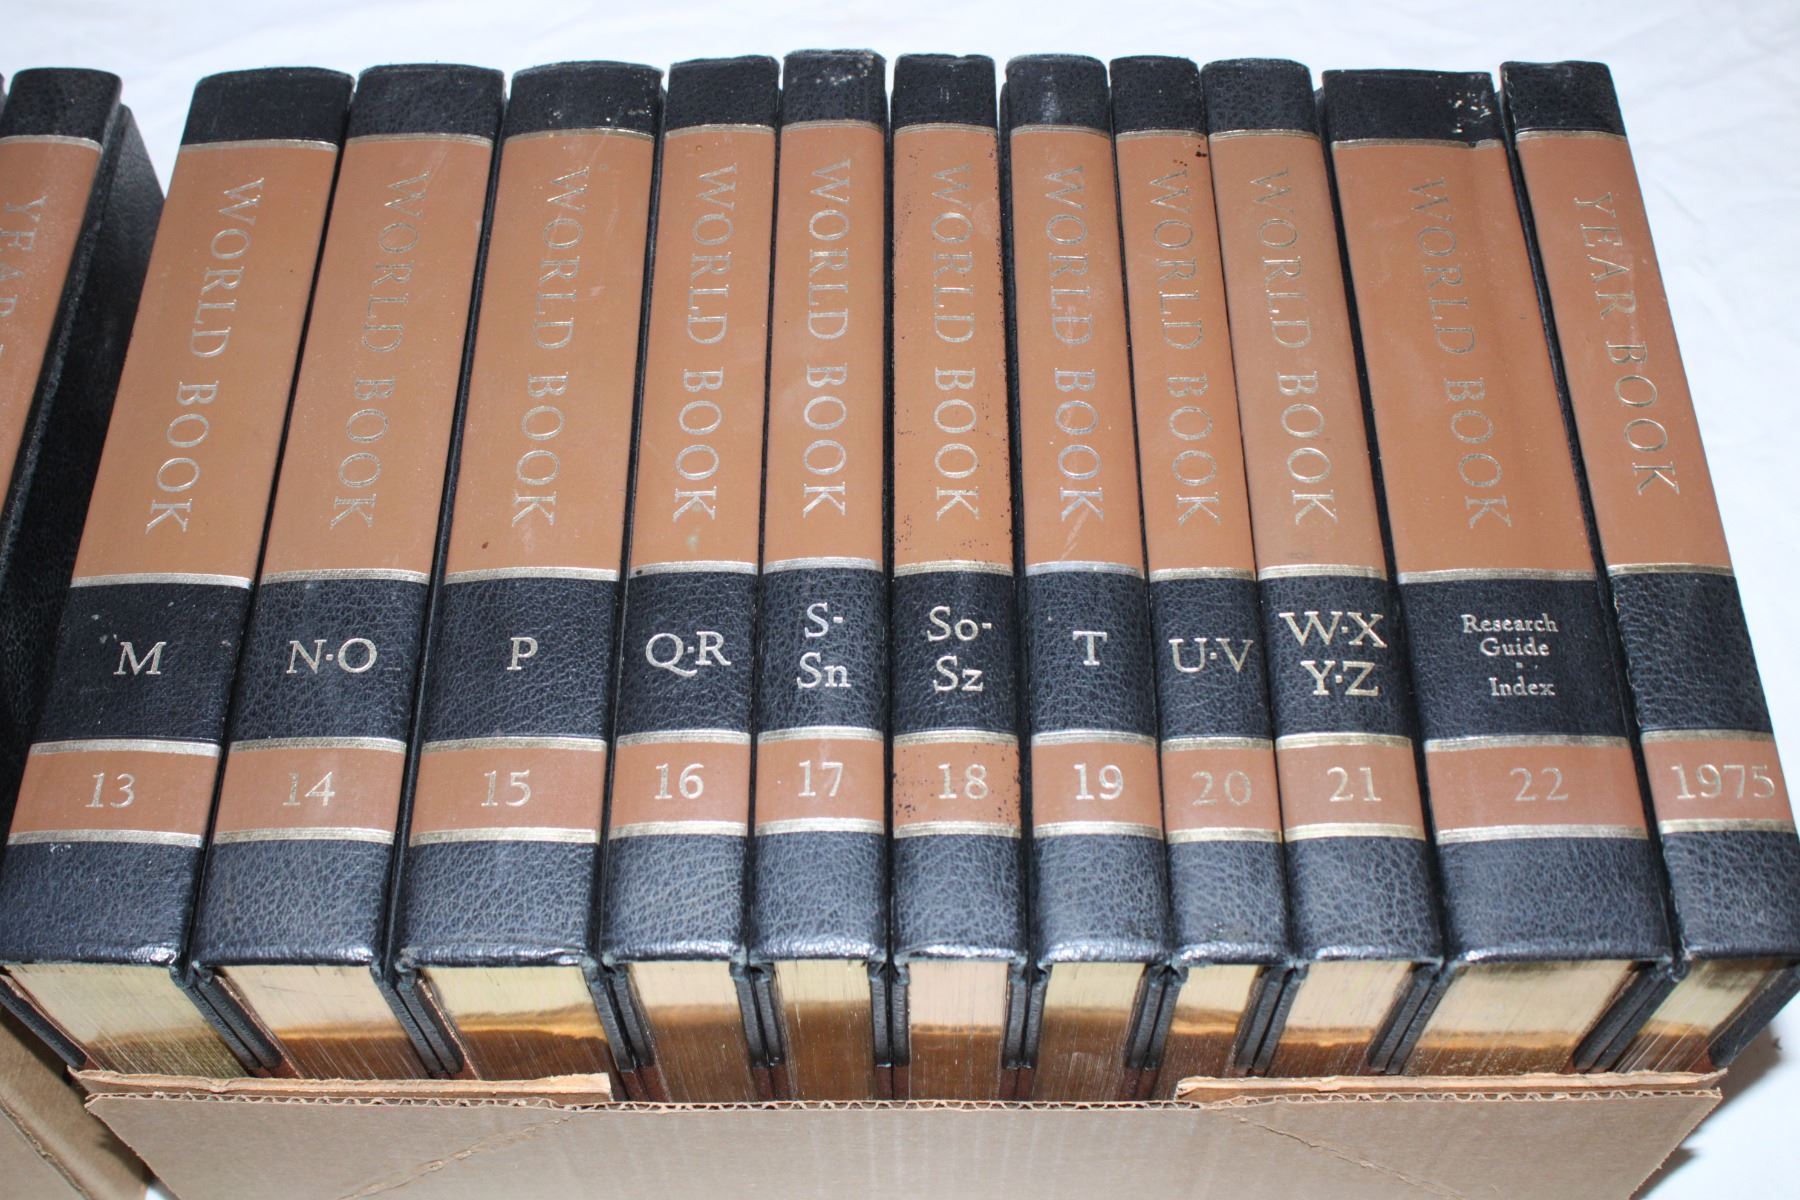 YEAR
WORLD BOOK
M
13
WORLD BOOK
N·O
14
WORLD BOOK
P
15
WORLD BOOK
Q·R
16
WORLD BOOK
S-
Sn
17
WORLD BOOK
So-
Sz
18
WORLD BOOK
T
19
WORLD BOOK
U·V
20
WORLD BOOK
W·X
Y·Z
21
WORLD BOOK
Research
Guide
·
Index
22
YEAR BOOK
1975